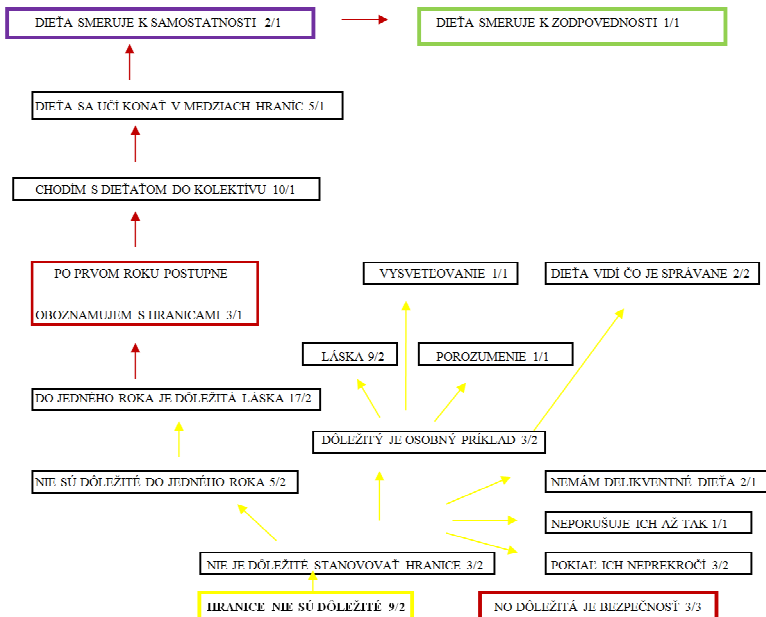 DIEŤA SMERUJE K SAMOSTATNOSTI 2/1
DIEŤA SMERUJE K ZODPOVEDNOSTI 1/1
DIEŤA SA UČÍ KONAŤ V MEDZIACH HRANÍC 5/1
CHODÍM S DIEŤAŤOM DO KOLEKTÍVU 10/1
PO PRVOM ROKU POSTUPNE
OBOZNAMUJEM S HRANICAMI 3/1
VYSVETĽOVANIE 1/1
DIEŤA VIDÍ ČO JE SPRÁVANE 2/2
LÁSKA 9/2
POROZUMENIE 1/1
DO JEDNÉHO ROKA JE DÔLEŽITÁ LÁSKA 17/2
DÔLEŽITÝ JE OSOBNÝ PRÍKLAD 3/2
NIE SÚ DÔLEŽITÉ DO JEDNÉHO ROKA 5/2
NEMÁM DELIKVENTNÉ DIEŤA 2/1
NEPORUŠUJE ICH AŽ TAK 1/1
NIE JE DÔLEŽITÉ STANOVOVAŤ HRANICE 3/2
POKIAĽ ICH NEPREKROČÍ 3/2
HRANICE NIE SÚ DÔLEŽITÉ 9/2
NO DÔLEŽITÁ JE BEZPEČNOSŤ 3/3